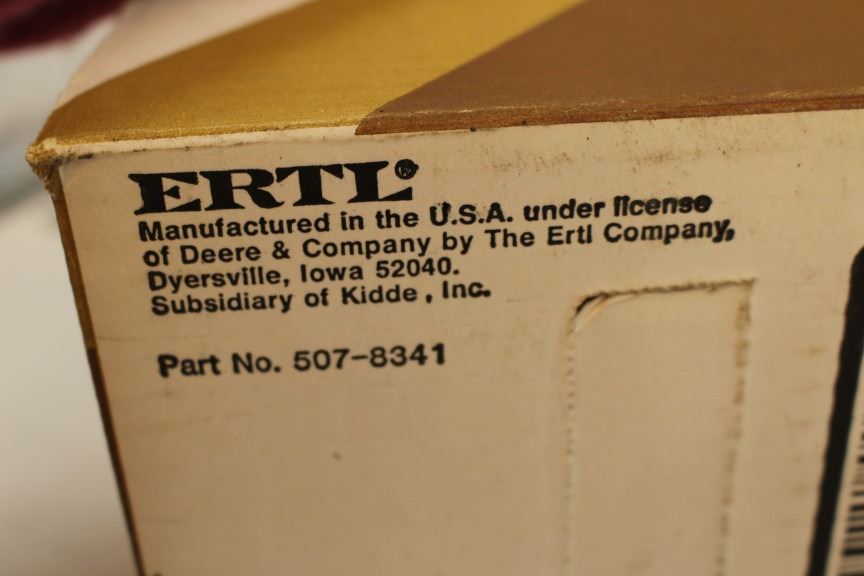 ERTL®
Manufactured in the U.S.A. under license
of Deere & Company by The Ertl Company,
Dyersville, Iowa 52040.
Subsidiary of Kidde, Inc.
Part No. 507-8341